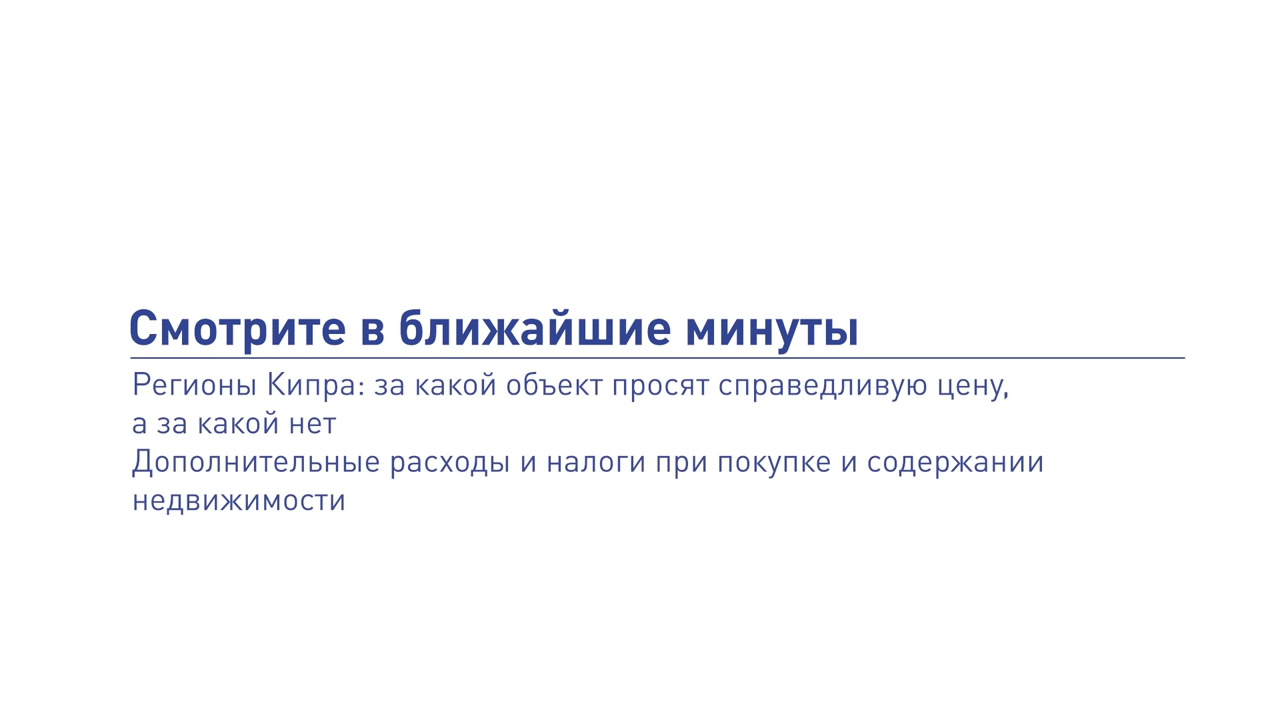 Смотрите в ближайшие минуты
Регионы Кипра: за какой объект просят справедливую цену,
а за какой нет
Дополнительные расходы и налоги при покупке и содержании
недвижимости